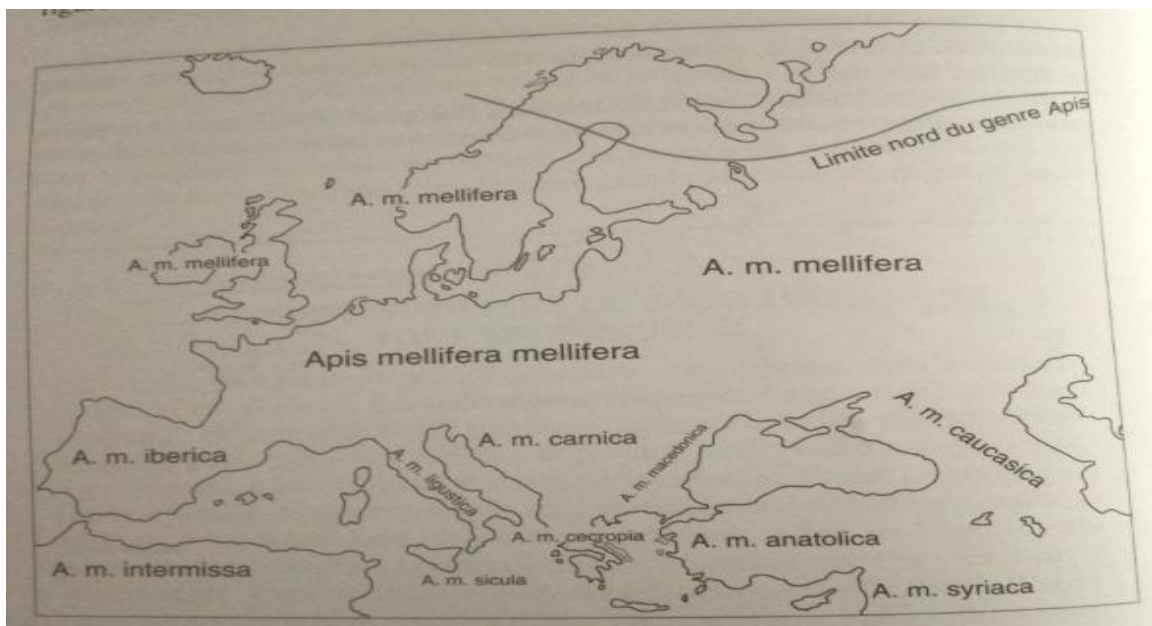 Limite nord du genre Apis
A. m. mellifera
A. m. mellifera
A. m. mellifera
Apis mellifera mellifera
A. m. iberica
A. m. ligustica
A. m. carnica
A. m. macedonica
A. m. caucasica
A. m. cecropia
A. m. anatolica
A. m. intermissa
A. m. sicula
A. m. syriaca